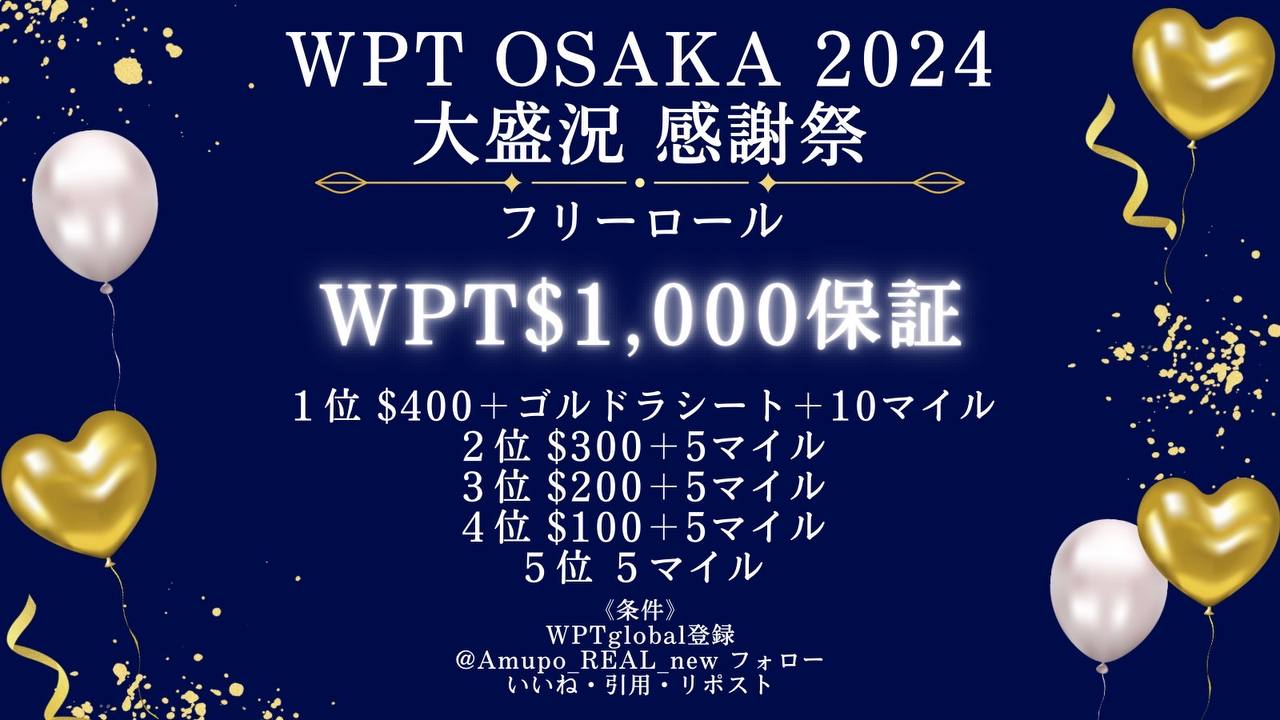 WPT OSAKA 2024
大盛況 感謝祭
フリーロール
WPT$1,000保証
１位 $400＋ゴルドラシート＋10マイル
２位 $300＋5マイル
３位 $200＋5マイル
４位 $100＋5マイル
５位 ５マイル
《条件》
WPTglobal登録
@Amupo_REAL_new フォロー
いいね・引用・リポスト